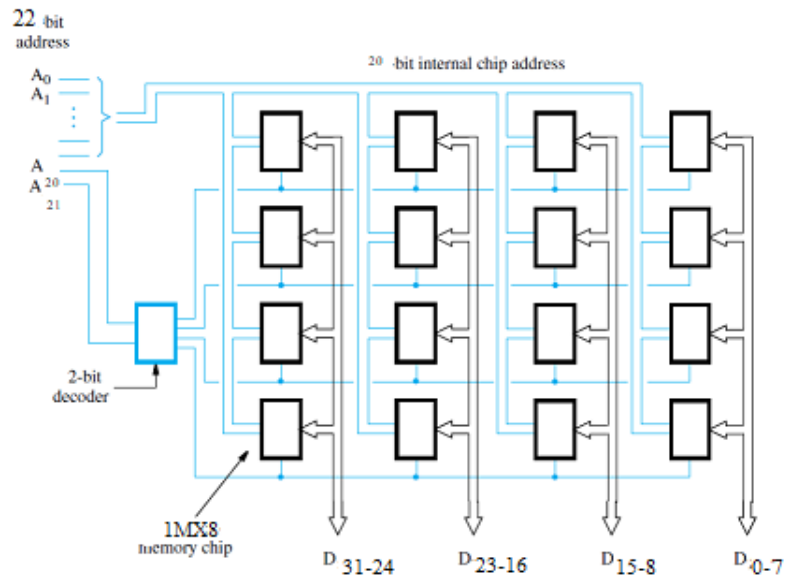 22 -bit
address
A0
A1
A
A 20
21
20 -bit internal chip address
2-bit
decoder
1MX8
memory chip
D 31-24
D-23-16
D 15-8
D 0-7